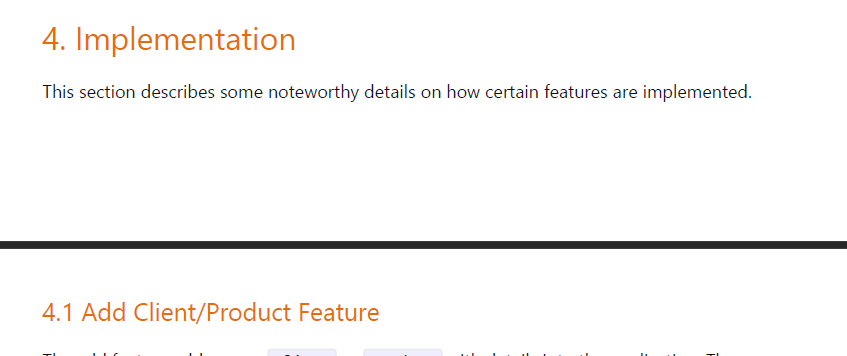 4. Implementation
This section describes some noteworthy details on how certain features are implemented.
4.1 Add Client/Product Feature